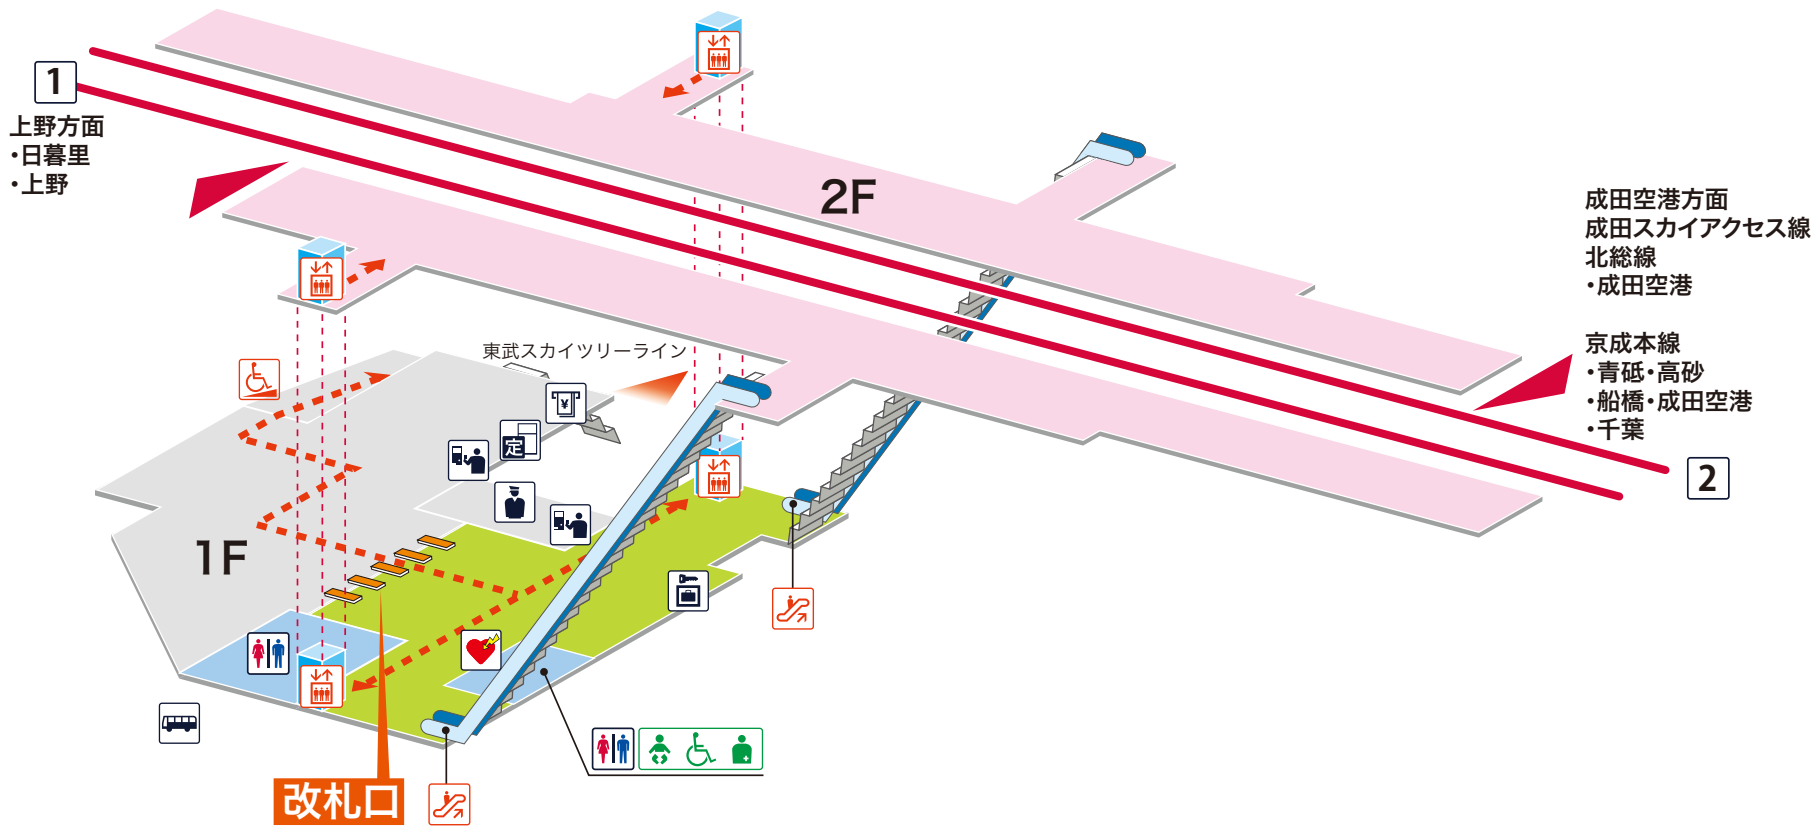 1
上野方面
・日暮里
・上野
2F
成田空港方面
成田スカイアクセス線
北総線
・成田空港
京成本線
・青砥・高砂
・船橋・成田空港
・千葉
2
東武スカイツリーライン
¥
定
1F
改札口